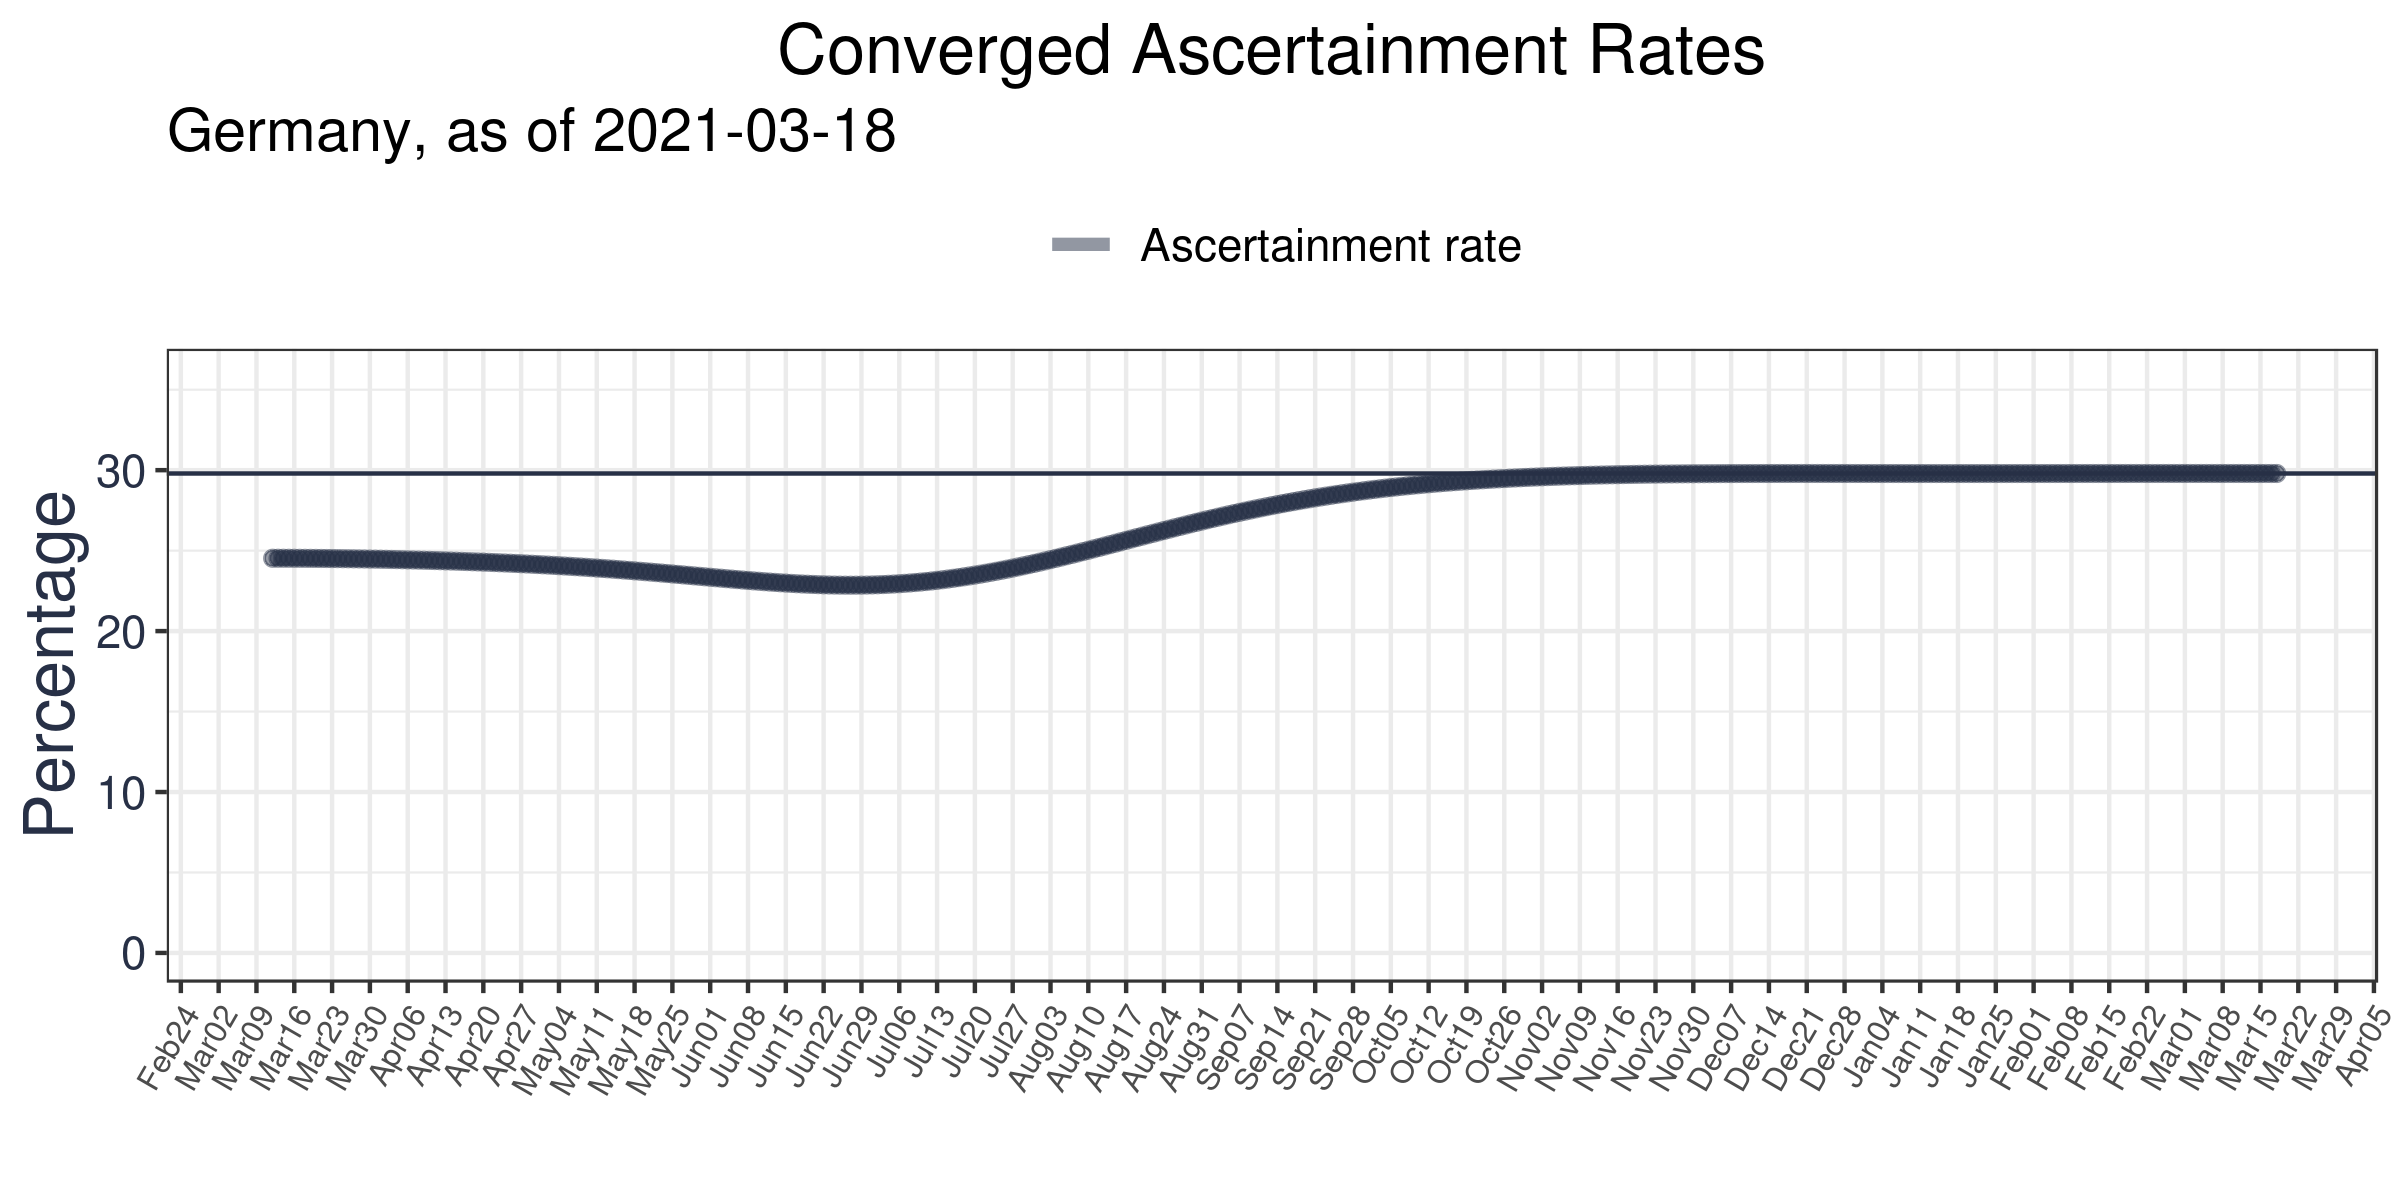 Converged Ascertainment Rates
Germany, as of 2021-03-18
Ascertainment rate
Percentage
30
20
10
0
Feb24
Mar02
Mar09
Mar16
Mar23
Mar30
Apr06
Apr13
Apr20
Apr27
May04
May11
May18
May25
Jun01
Jun08
Jun15
Jun22
Jun29
Jul06
Jul13
Jul20
Jul27
Aug03
Aug10
Aug17
Aug24
Aug31
Sep07
Sep14
Sep21
Sep28
Oct05
Oct12
Oct19
Oct26
Nov02
Nov09
Nov16
Nov23
Nov30
Dec07
Dec14
Dec21
Dec28
Jan04
Jan11
Jan18
Jan25
Feb01
Feb08
Feb15
Feb22
Mar01
Mar08
Mar15
Mar22
Mar29
Apr05